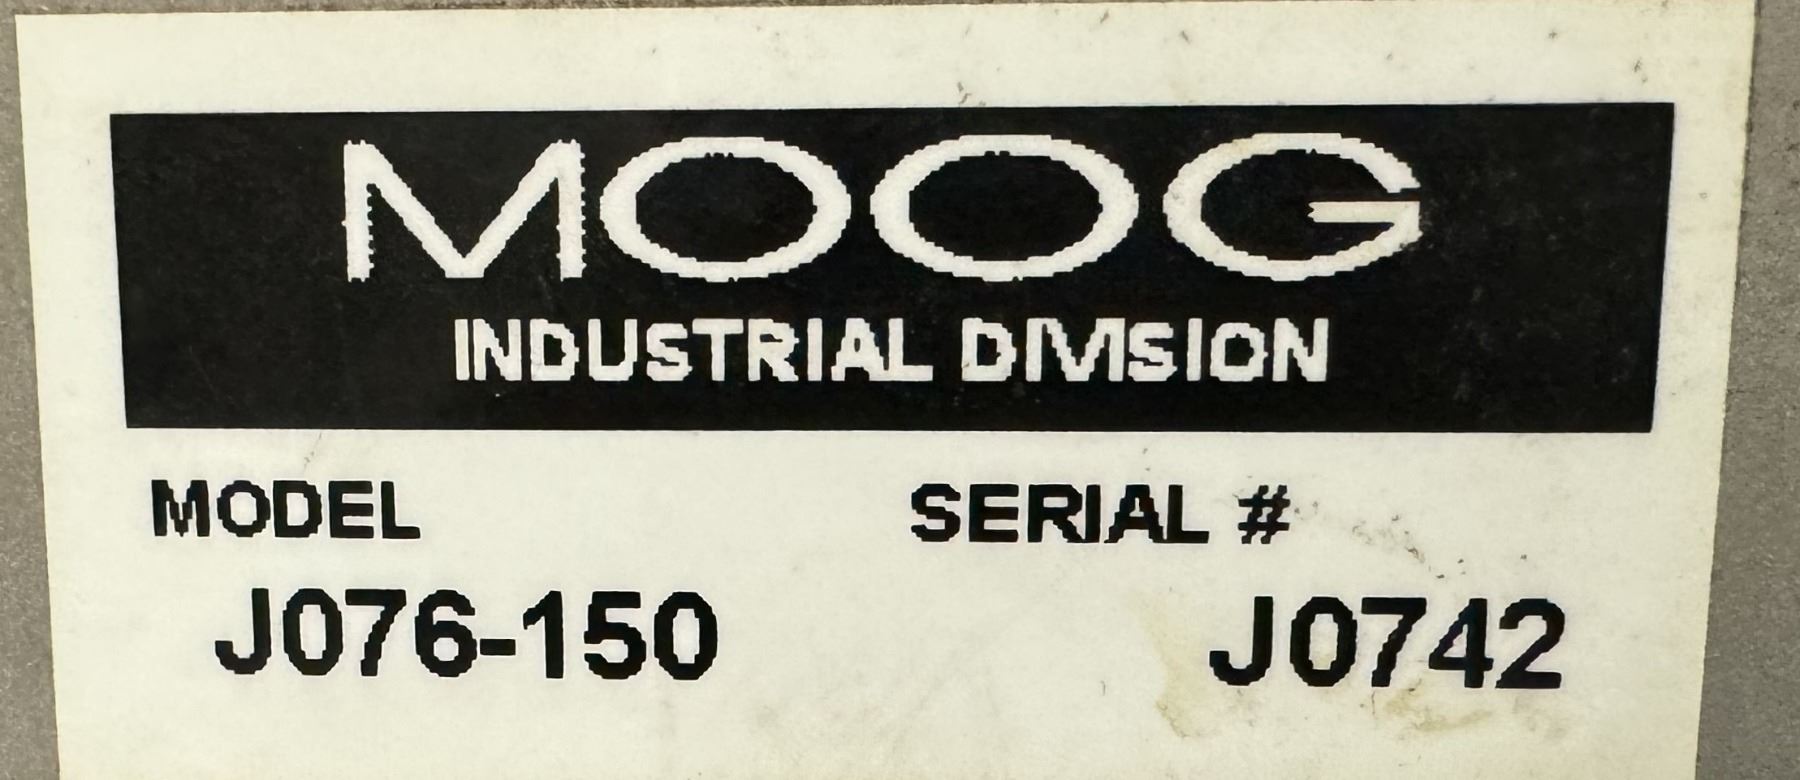 MOOG
INDUSTRIAL DIVISION
MODEL SERIAL #
J076-150 J0742